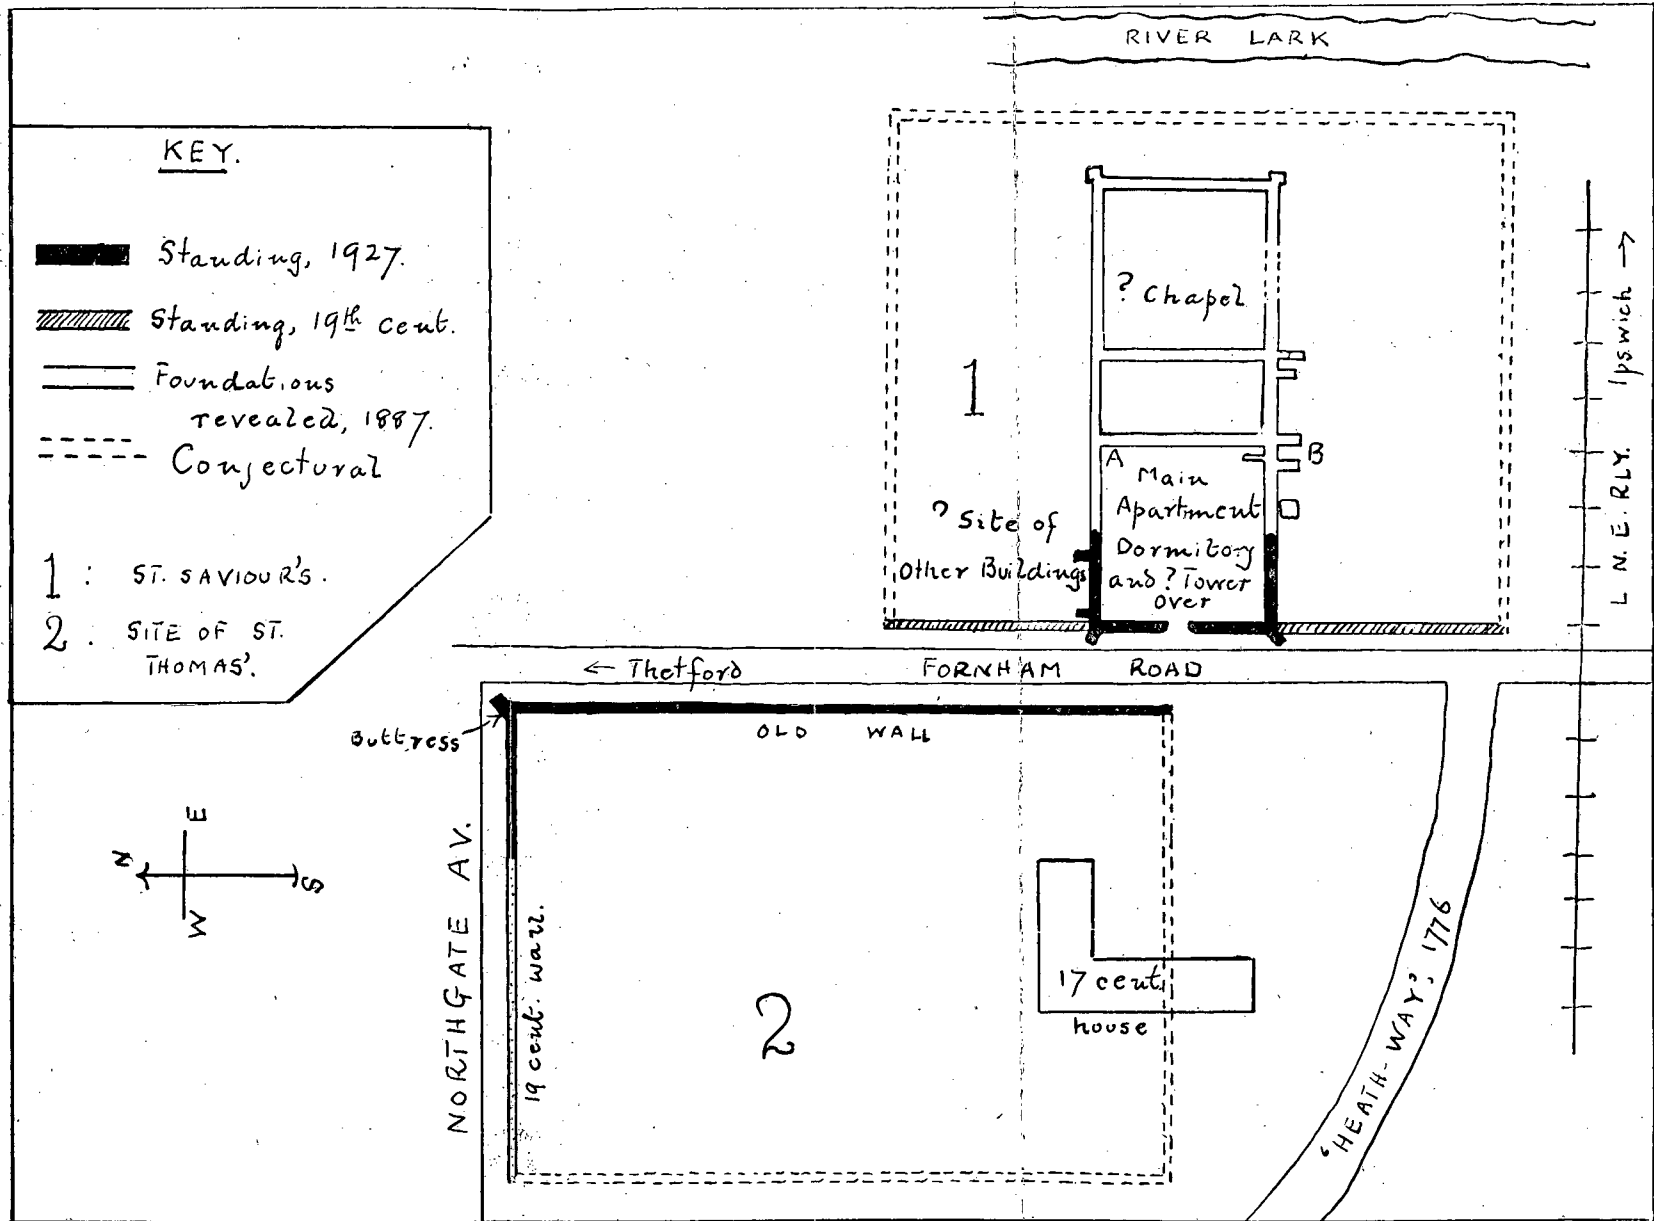 RIVER LARK
KEY.
Standing, 1927.
Standing, 19th cent.
Foundations
revealed, 1887.
Conjectural
1 : ST. SAVIOUR'S.
2. SITE OF ST.
THOMAS'.
? Chapel
1
A
B
Main
Apartment
Dormitory
and ? Tower
over
? Site of
Other Buildings
L. N. E. RLY. Ipswich →
← Thetford FORNHAM ROAD
Buttress
OLD WALL
N
E
S
W
NORTHGATE AV.
19 cent. wall.
2
17 cent.
house
'HEATH-WAY', 1776